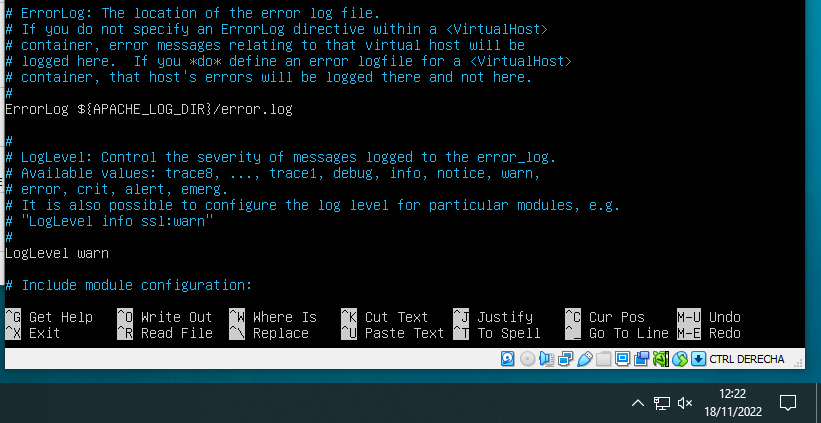 # ErrorLog: The location of the error log file.
# If you do not specify an ErrorLog directive within a <VirtualHost>
# container, error messages relating to that virtual host will be
# logged here.  If you *do* define an error logfile for a <VirtualHost>
# container, that host's errors will be logged there and not here.
#
ErrorLog ${APACHE_LOG_DIR}/error.log
#
# LogLevel: Control the severity of messages logged to the error_log.
# Available values: trace8, ..., trace1, debug, info, notice, warn,
# error, crit, alert, emerg.
# It is also possible to configure the log level for particular modules, e.g.
# "LogLevel info ssl:warn"
#
LogLevel warn
# Include module configuration:
^G Get Help ^O Write Out ^W Where Is ^K Cut Text ^J Justify ^C Cur Pos M-U Undo
^X Exit ^R Read File ^\ Replace ^U Paste Text ^T To Spell ^_ Go To Line M-E Redo
CTRL DERECHA
12:22
18/11/2022